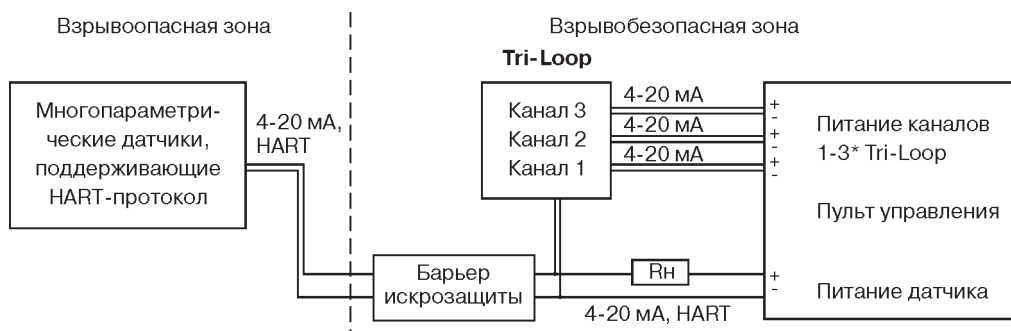 Взрывоопасная зона
Взрывобезопасная зона
Tri-Loop
Многопараметри-
ческие датчики,
поддерживающие
HART-протокол
4-20 мА,
HART
Канал 3
Канал 2
Канал 1
4-20 мА
4-20 мА
4-20 мА
+
-
+
-
+
-
Питание каналов
1-3* Tri-Loop
Пульт управления
Барьер
искрозащиты
Rн
4-20 мА, HART
+
-
Питание датчика